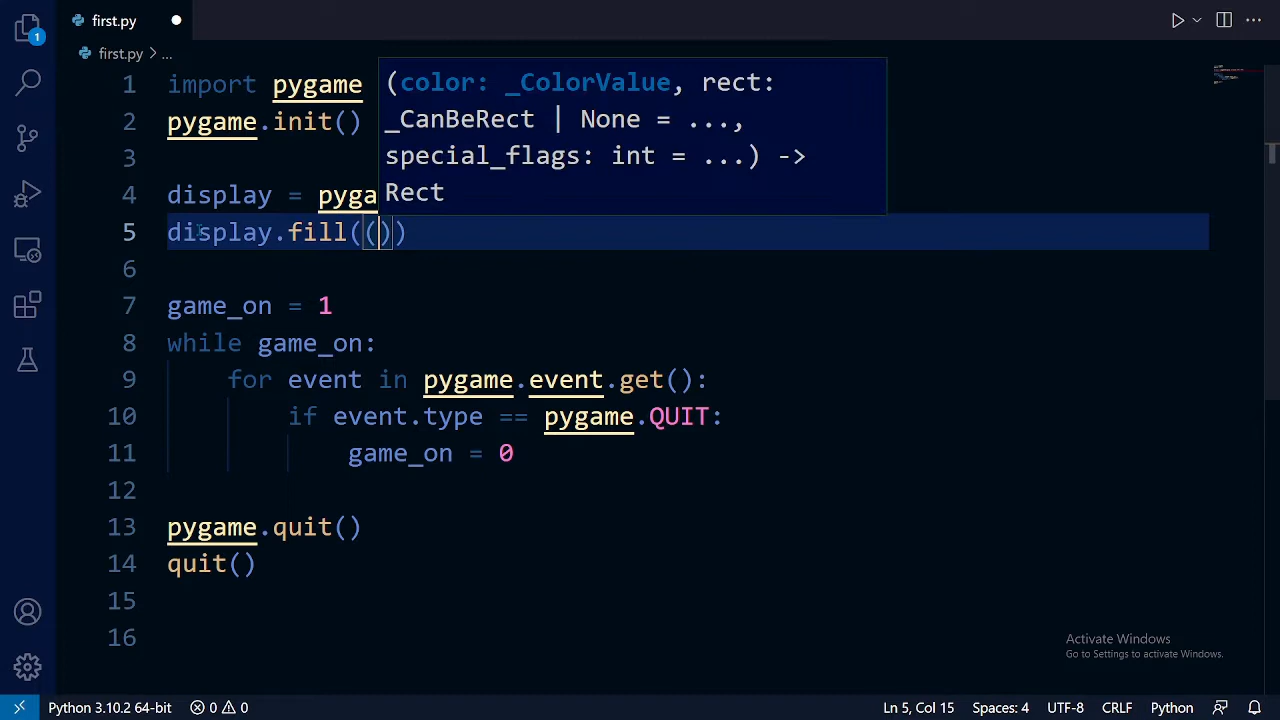 first.py
first.py > ...
1 import pygame
2 pygame.init()
(color: _ColorValue, rect:
_CanBeRect | None = ...,
special_flags: int = ...) ->
Rect
3
4 display = pyga
5 display.fill(())
6
7 game_on = 1
8 while game_on:
9 for event in pygame.event.get():
10 if event.type == pygame.QUIT:
11 game_on = 0
12
13 pygame.quit()
14 quit()
15
16
1
Activate Windows
Go to Settings to activate Windows.
Python 3.10.2 64-bit 0 0 Ln 5, Col 15 Spaces: 4 UTF-8 CRLF Python